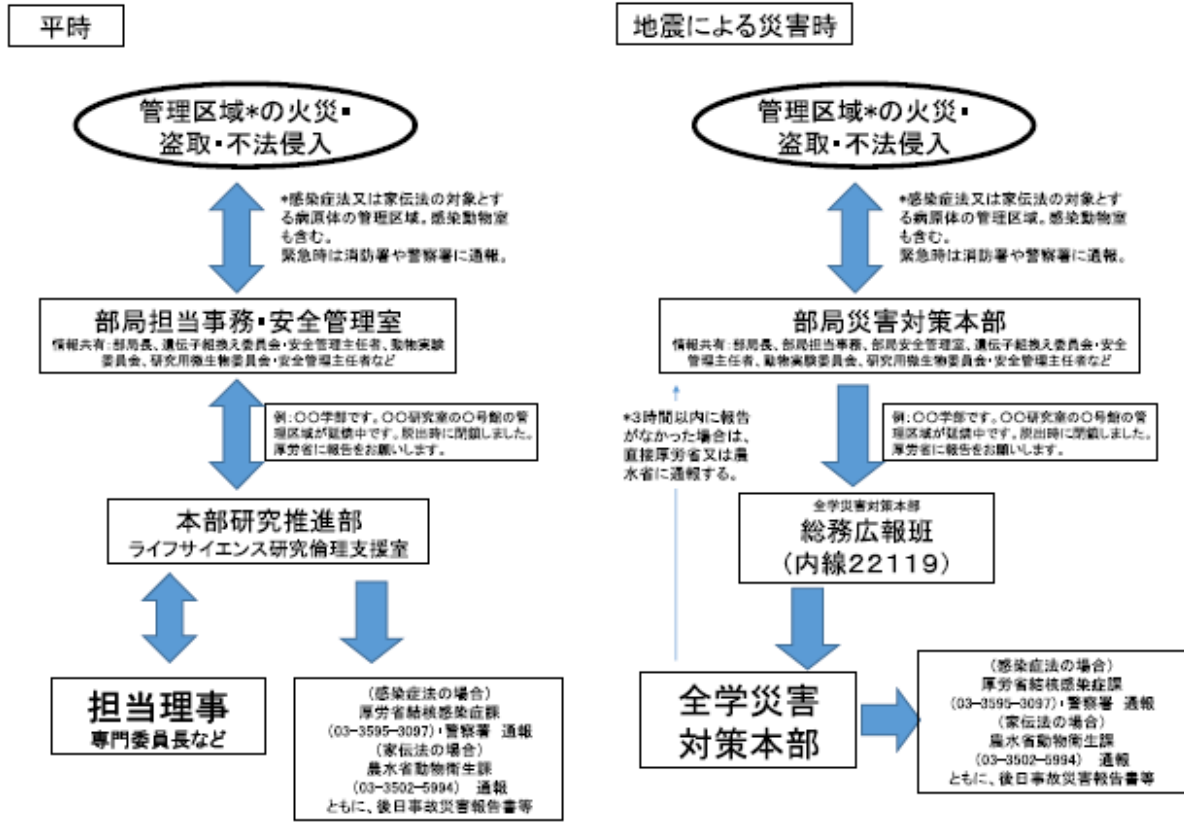 平時
管理区域*の火災・
盗取・不法侵入
*感染症法又は家伝法の対象とす
る病原体の管理区域。感染動物室
も含む。
緊急時は消防署や警察署に通報。
部局担当事務・安全管理室
情報共有:部局長、遺伝子組換え委員会・安全管理主任者、動物実験
委員会、研究用微生物委員会・安全管理主任者など
例:〇〇学部です。〇〇研究室の〇号館の管
理区域が延焼中です。脱出時に閉鎖しました。
厚労省に報告をお願いします。
本部研究推進部
ライフサイエンス研究倫理支援室
担当理事
専門委員長など
(感染症法の場合)
厚労省結核感染症課
(03-3595-3097)・警察署 通報
(家伝法の場合)
農水省動物衛生課
(03-3502-5994) 通報
ともに、後日事故災害報告書等
地震による災害時
管理区域*の火災・
盗取・不法侵入
*感染症法又は家伝法の対象とす
る病原体の管理区域。感染動物室
も含む。
緊急時は消防署や警察署に通報。
部局災害対策本部
情報共有:部局長、部局担当事務、部局安全管理室、遺伝子組換え委員会・安全
管理主任者、動物実験委員会、研究用微生物委員会・安全管理主任者など
*3時間以内に報告
がなかった場合は、
直接厚労省又は農
水省に通報する。
例:〇〇学部です。〇〇研究室の〇号館の管
理区域が延焼中です。脱出時に閉鎖しました。
厚労省に報告をお願いします。
全学災害対策本部
総務広報班
(内線22119)
全学災害
対策本部
(感染症法の場合)
厚労省結核感染症課
(03-3595-3097)・警察署 通報
(家伝法の場合)
農水省動物衛生課
(03-3502-5994) 通報
ともに、後日事故災害報告書等